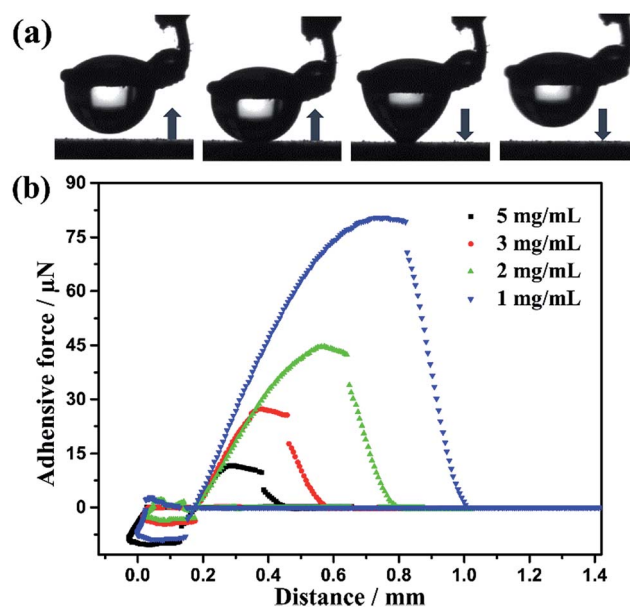 (a)
(b)
90
75
60
45
30
15
0
-10
Adhensive force / μN
5 mg/mL
3 mg/mL
2 mg/mL
1 mg/mL
0.0 0.2 0.4 0.6 0.8 1.0 1.2 1.4
Distance / mm